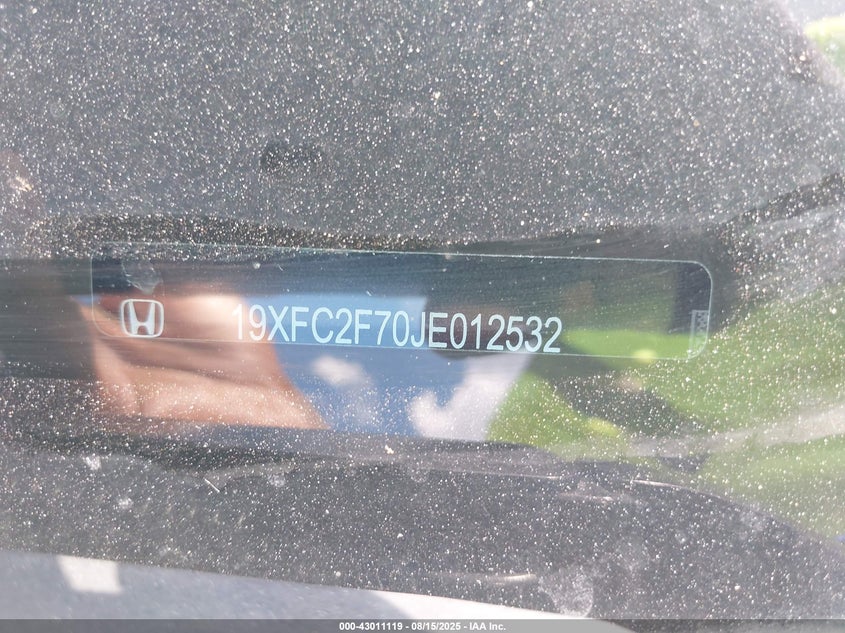 19XFC2F70JE012532
000-43011119 - 08/15/2025 - IAA Inc.